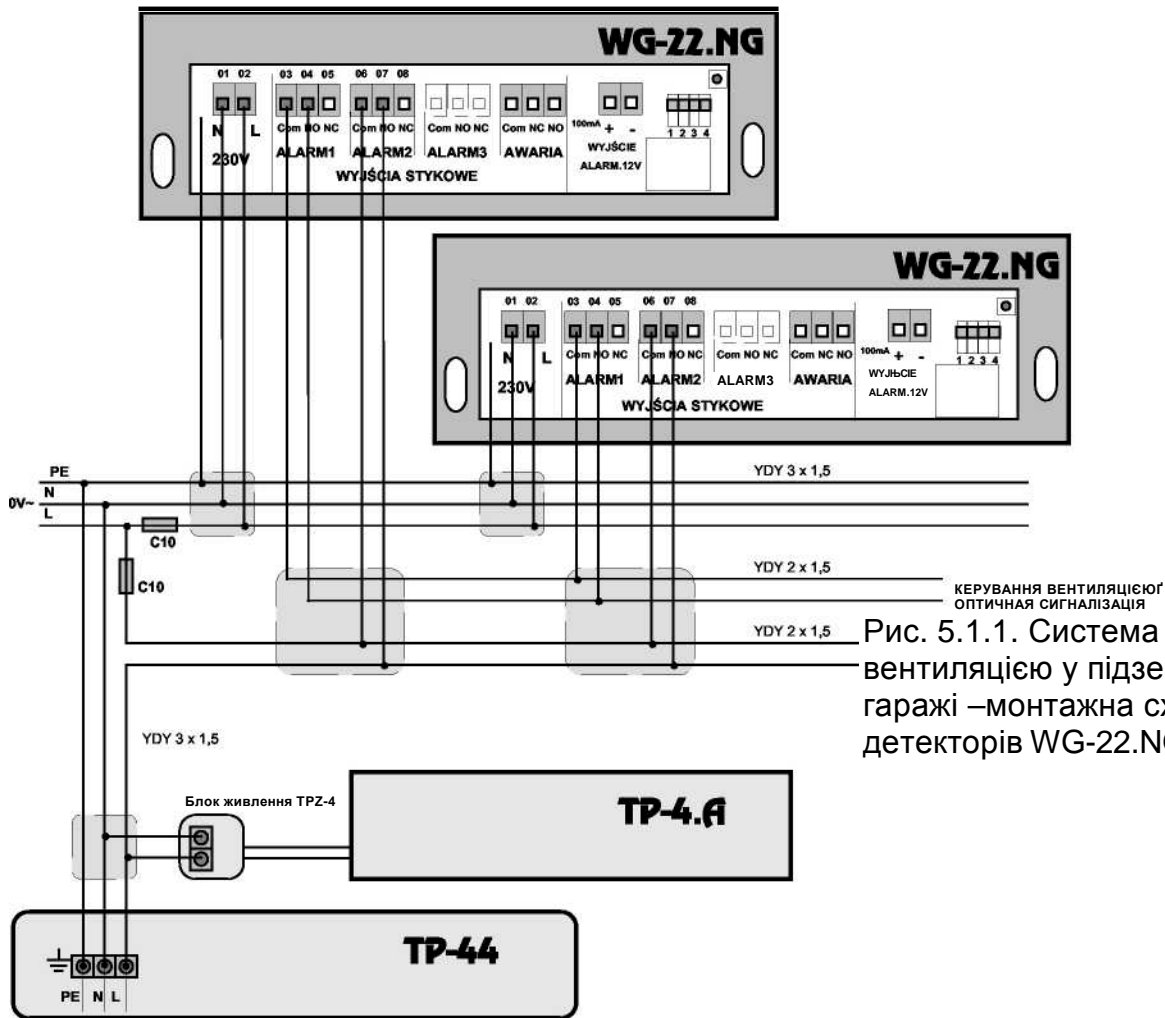 WG-22.NG
01 02 03 04 05 06 07 08
N L Com NO NC Com NO NC Com NO NC Com NC NO 100mA + - 1 2 3 4
230V ALARM1 ALARM2 ALARM3 AWARIA WYJŚCIE
ALARM.12V
WYJŚCIA STYKOWE
WG-22.NG
01 02 03 04 05 06 07 08
N L Com NO NC Com NO NC Com NO NC Com NC NO 100mA + - 1 2 3 4
230V ALARM1 ALARM2 ALARM3 AWARIA WYJЊCIE
ALARM.12V
WYJŚCIA STYKOWE
PE YDY 3 x 1,5
N
0V~
L
C10
C10
YDY 2 x 1,5
КЕРУВАННЯ ВЕНТИЛЯЦІЄЮҐ
ОПТИЧНАЯ СИГНАЛІЗАЦІЯ
YDY 2 x 1,5
Рис. 5.1.1. Система
вентиляцією у підзе
гаражі –монтажна сх
детекторів WG-22.NG
YDY 3 x 1,5
Блок живлення TPZ-4
TP-4.A
TP-44
PE N L